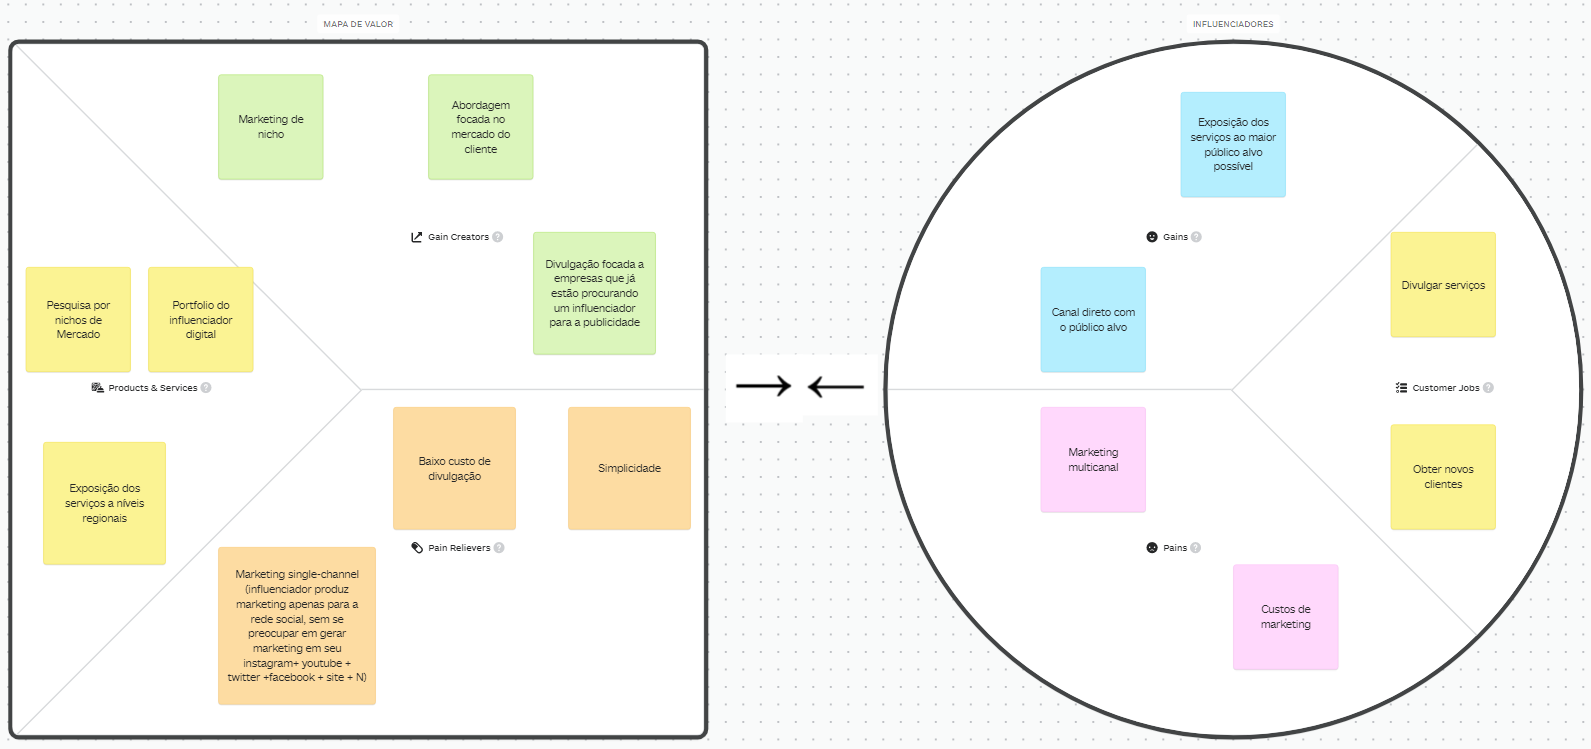 MAPA DE VALOR
Marketing de
nicho
Abordagem
focada no
mercado do
cliente
Gain Creators ?
Divulgação focada a
empresas que já
estão procurando
um influenciador
para a publicidade
Pesquisa por
nichos de
Mercado
Portfolio do
influenciador
digital
Products & Services ?
Exposição dos
serviços a níveis
regionais
Baixo custo de
divulgação
Simplicidade
Pain Relievers ?
Marketing single-channel
(influenciador produz
marketing apenas para a
rede social, sem se
preocupar em gerar
marketing em seu
instagram+ youtube +
twitter +facebook + site + N)
INFLUENCIADORES
Exposição dos
serviços ao maior
público alvo
possível
Gains ?
Canal direto com
o público alvo
Divulgar serviços
Customer Jobs ?
Obter novos
clientes
Marketing
multicanal
Pains ?
Custos de
marketing